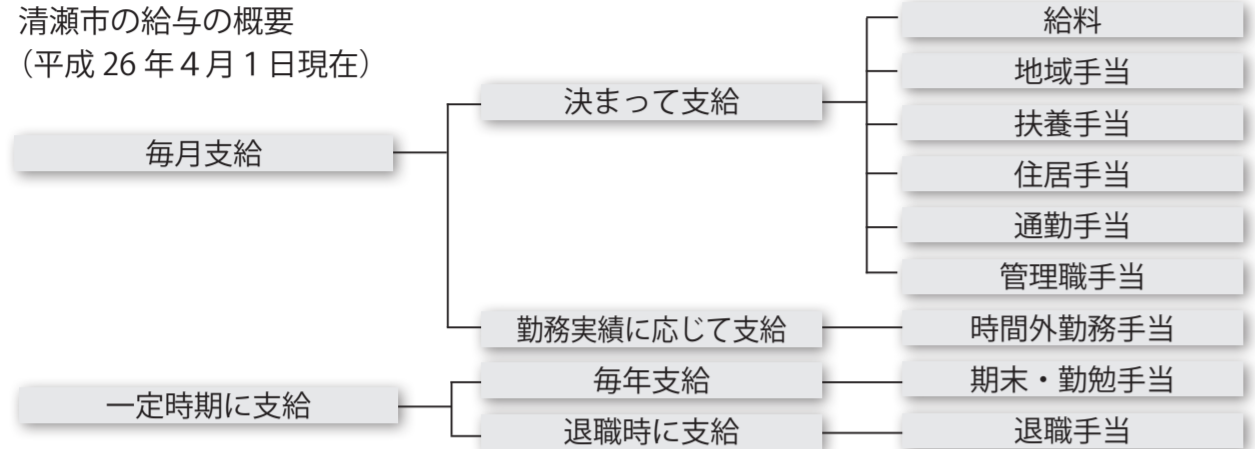 清瀬市の給与の概要
（平成 26 年４月１日現在）
毎月支給
決まって支給
給料
地域手当
扶養手当
住居手当
通勤手当
管理職手当
勤務実績に応じて支給
時間外勤務手当
一定時期に支給
毎年支給
期末・勤勉手当
退職時に支給
退職手当